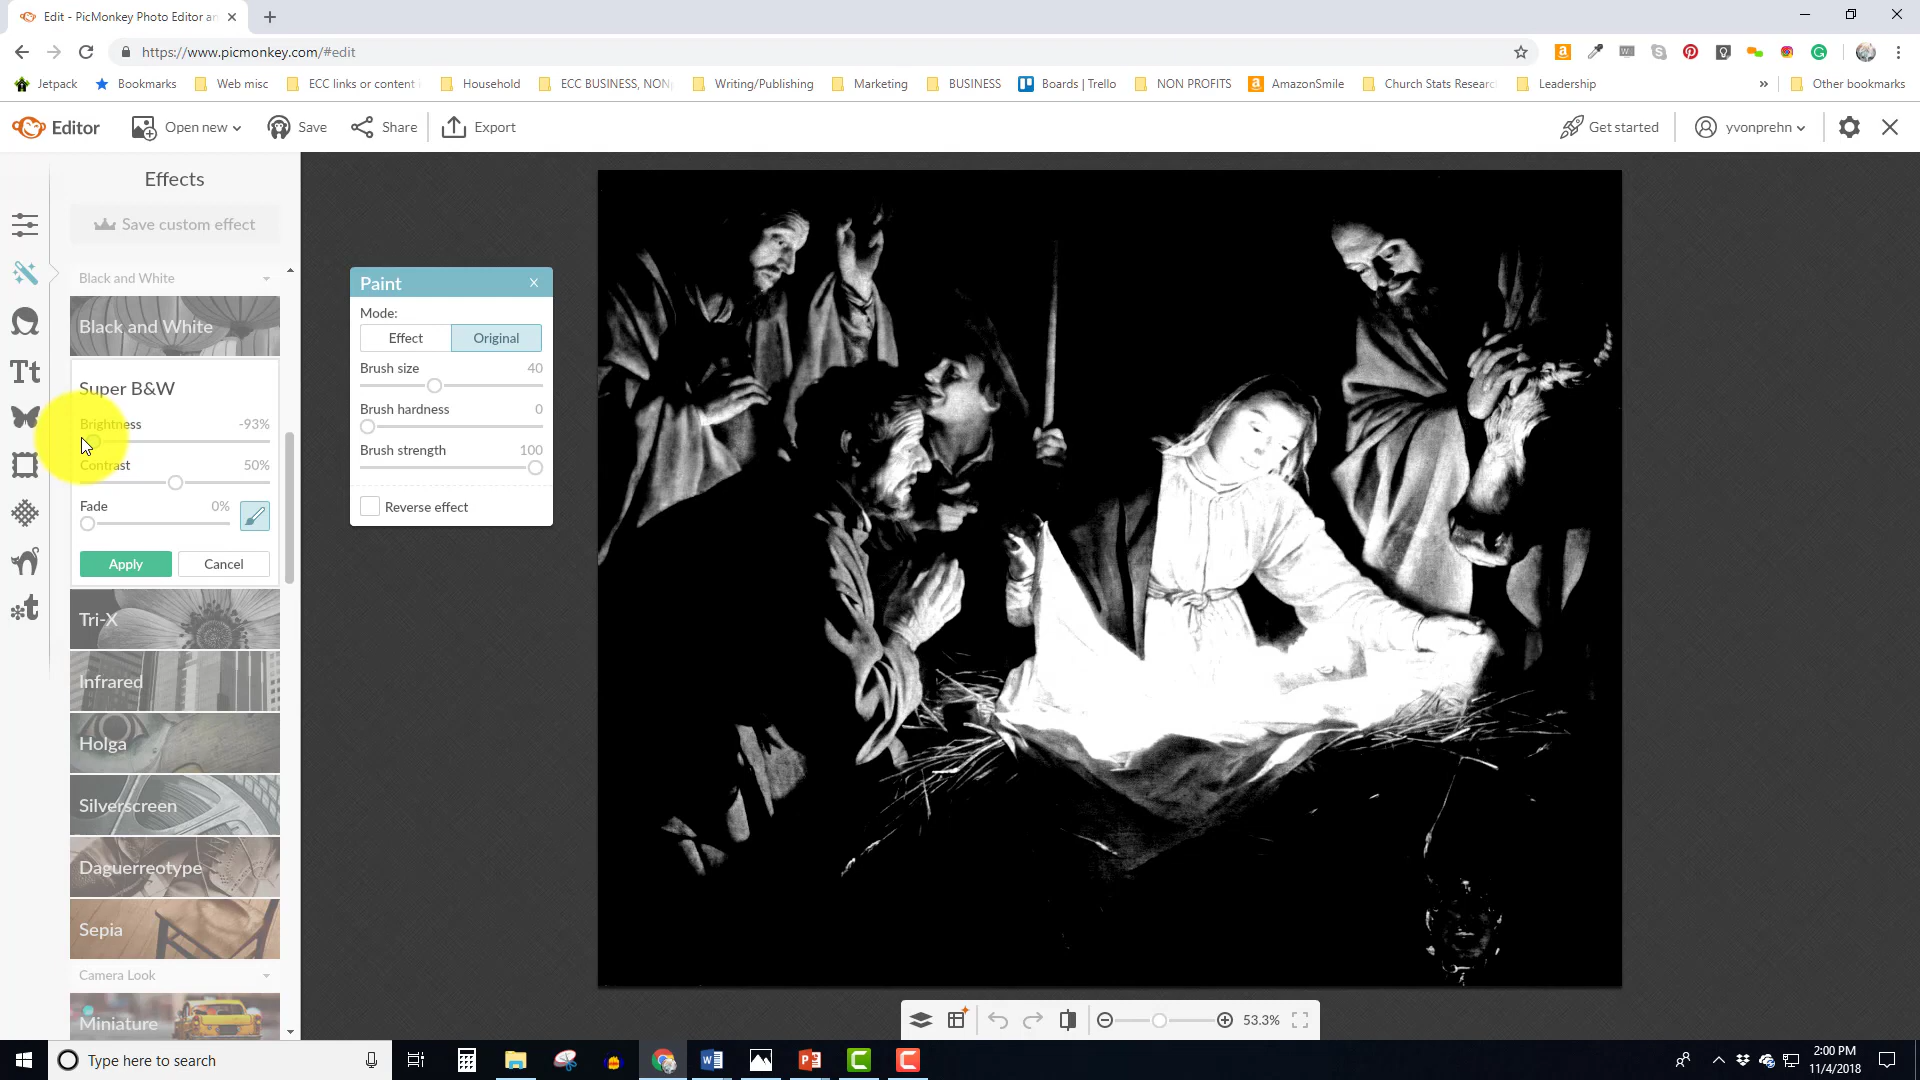 Edit - PicMonkey Photo Editor an
https://www.picmonkey.com/#edit
Jetpack Bookmarks Web misc ECC links or content Household ECC BUSINESS, NON Writing/Publishing Marketing BUSINESS Boards | Trello NON PROFITS AmazonSmile Church Stats Research Leadership » Other bookmarks
Editor Open new Save Share Export Get started yvonprehn
Effects
Save custom effect
Black and White
Black and White
Super B&W
Brightness -93%
Contrast 50%
Fade 0%
Apply Cancel
Tri-X
Infrared
Holga
Silverscreen
Daguerreotype
Sepia
Camera Look
Miniature
Paint
Mode:
Effect Original
Brush size 40
Brush hardness 0
Brush strength 100
Reverse effect
53.3%
Type here to search
2:00 PM
11/4/2018